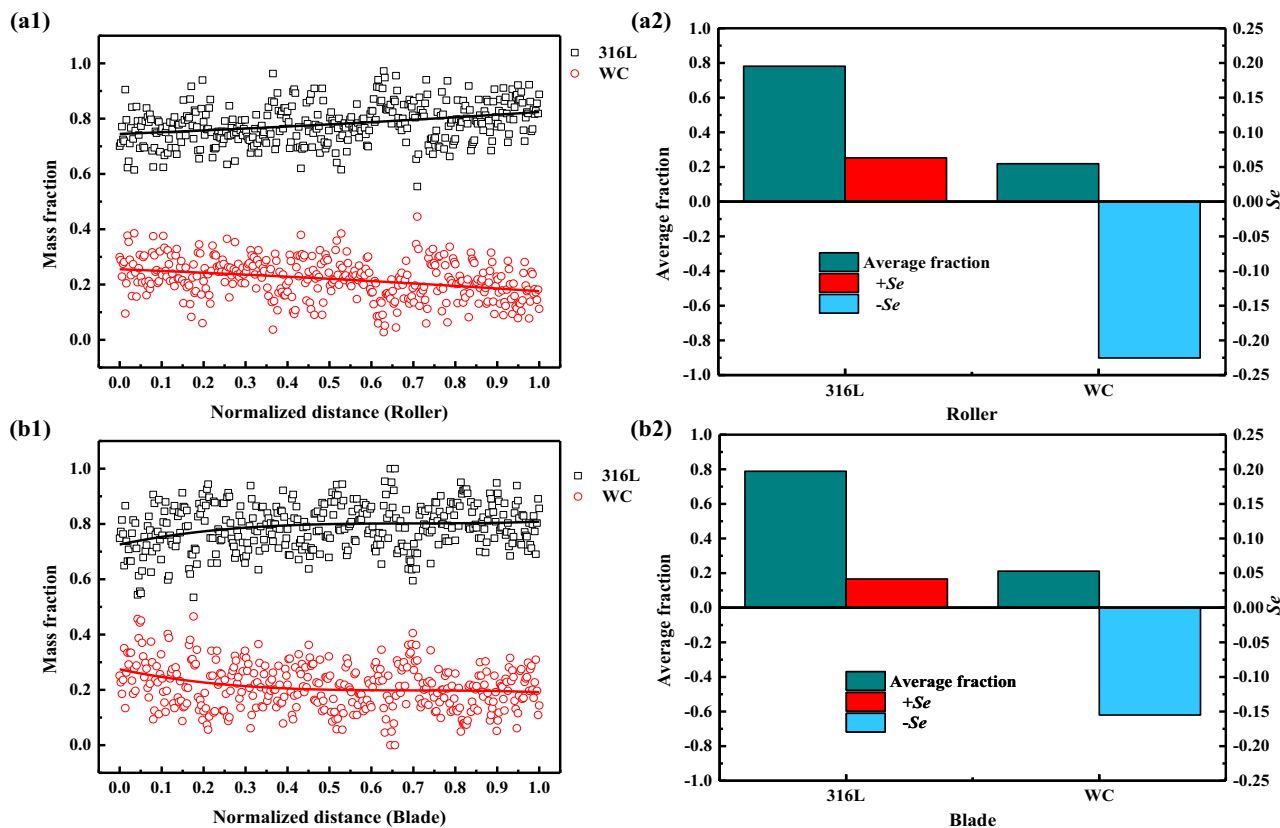 (a1)
1.0
0.8
0.6
0.4
0.2
0.0
Mass fraction
0.0 0.1 0.2 0.3 0.4 0.5 0.6 0.7 0.8 0.9 1.0
Normalized distance (Roller)
316L
WC
(a2)
1.0
0.8
0.6
0.4
0.2
0.0
-0.2
-0.4
-0.6
-0.8
-1.0
Average fraction
Average fraction
+Se
-Se
0.25
0.20
0.15
0.10
0.05
0.00
-0.05
-0.10
-0.15
-0.20
-0.25
Se
316L WC
Roller
(b1)
1.0
0.8
0.6
0.4
0.2
0.0
Mass fraction
0.0 0.1 0.2 0.3 0.4 0.5 0.6 0.7 0.8 0.9 1.0
Normalized distance (Blade)
316L
WC
(b2)
1.0
0.8
0.6
0.4
0.2
0.0
-0.2
-0.4
-0.6
-0.8
-1.0
Average fraction
Average fraction
+Se
-Se
0.25
0.20
0.15
0.10
0.05
0.00
-0.05
-0.10
-0.15
-0.20
-0.25
Se
316L WC
Blade